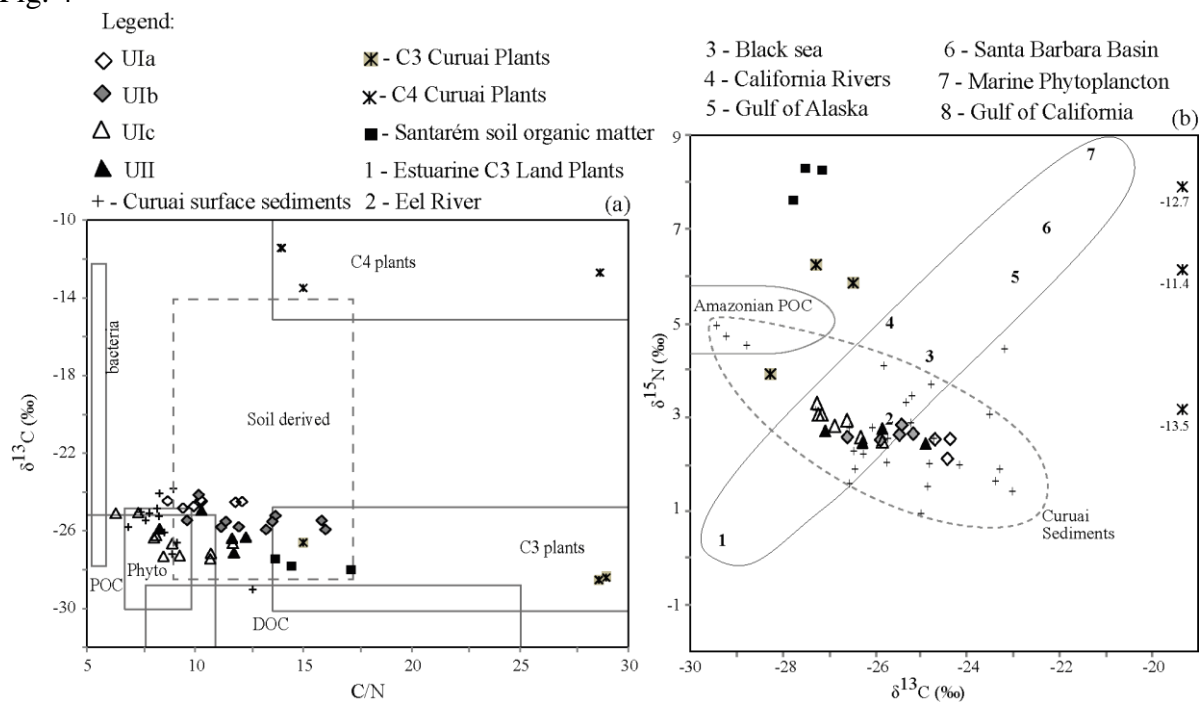 Legend:
UIa
UIb
UIc
UII
+ - Curuai surface sediments
- C3 Curuai Plants
- C4 Curuai Plants
- Santarém soil organic matter
1 - Estuarine C3 Land Plants
2 - Eel River
(a)
-10
-14
-18
-22
-26
-30
δ13C (‰)
bacteria
C4 plants
Soil derived
C3 plants
POC
Phyto
DOC
5
10
15
20
25
30
C/N
3 - Black sea
4 - California Rivers
5 - Gulf of Alaska
6 - Santa Barbara Basin
7 - Marine Phytoplancton
8 - Gulf of California
(b)
9
7
5
3
1
-1
δ15N (‰)
Amazonian POC
7
6
5
4
3
2
1
-12.7
-11.4
-13.5
Curuai
Sediments
-30
-28
-26
-24
-22
-20
δ13C (‰)